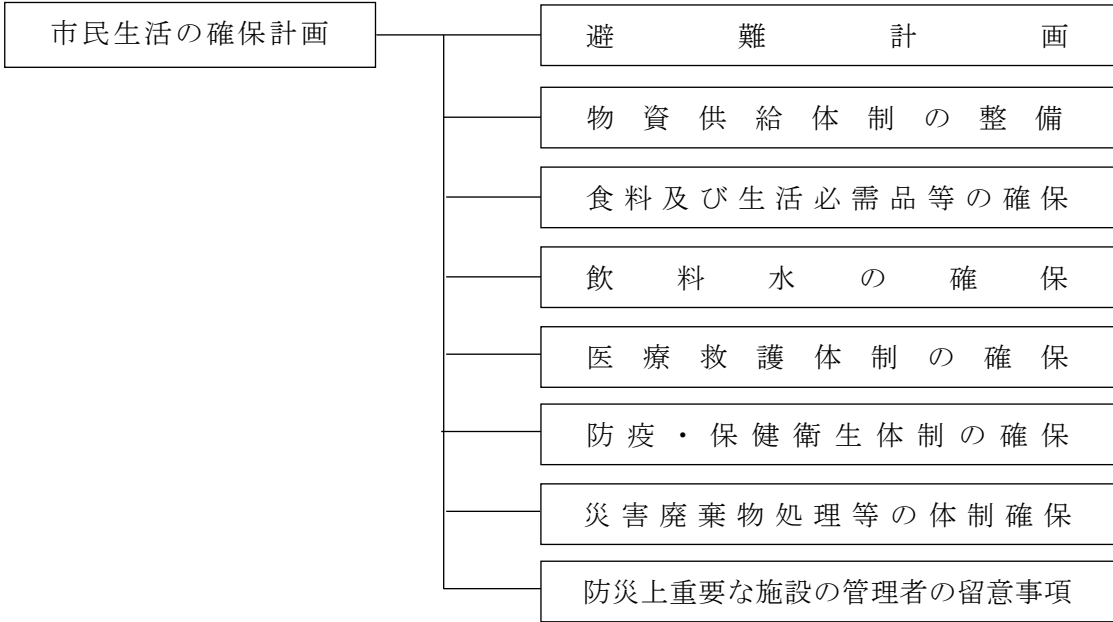 市民生活の確保計画
避難計画
物資供給体制の整備
食料及び生活必需品等の確保
飲料水の確保
医療救護体制の確保
防疫・保健衛生体制の確保
災害廃棄物処理等の体制確保
防災上重要な施設の管理者の留意事項